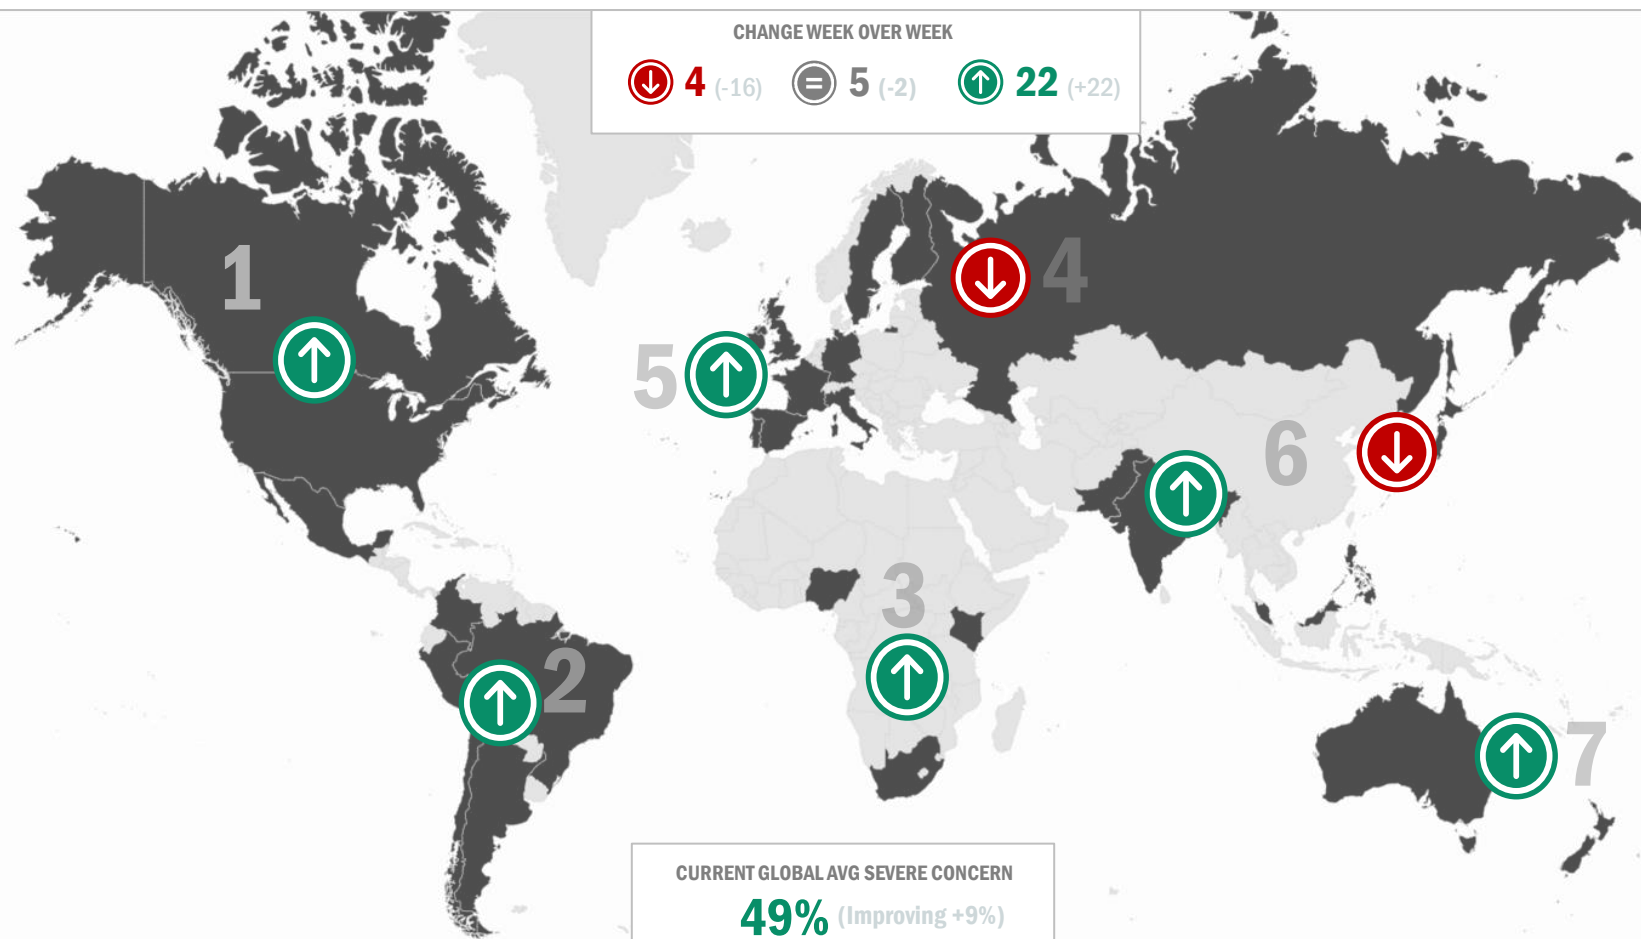 CHANGE WEEK OVER WEEK
4 (-16) = 5 (-2) 22 (+22)
1
4
5
6
3
2
7
CURRENT GLOBAL AVG SEVERE CONCERN
49% (Improving +9%)